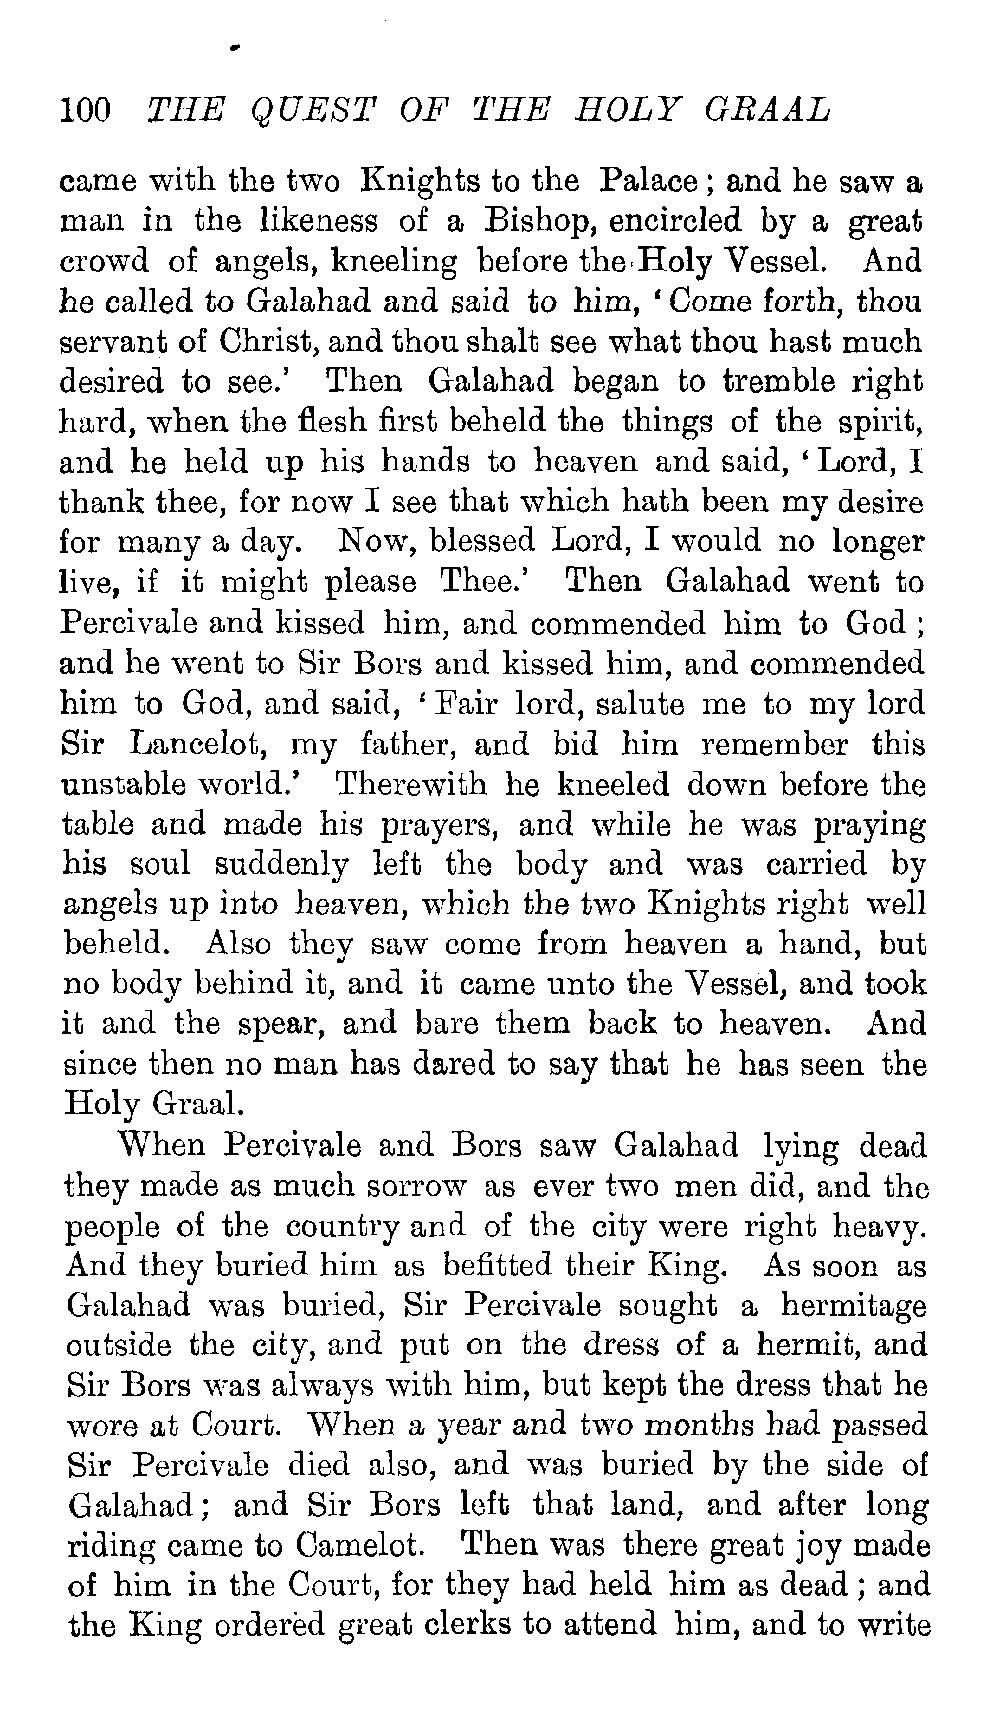 100 THE QUEST OF THE HOLY GRAAL
came with the two Knights to the Palace; and he saw a
man in the likeness of a Bishop, encircled by a great
crowd of angels, kneeling before the Holy Vessel. And
he called to Galahad and said to him, ‘Come forth, thou
servant of Christ, and thou shalt see what thou hast much
desired to see.’ Then Galahad began to tremble right
hard, when the flesh first beheld the things of the spirit,
and he held up his hands to heaven and said, ‘Lord, I
thank thee, for now I see that which hath been my desire
for many a day. Now, blessed Lord, I would no longer
live, if it might please Thee.’ Then Galahad went to
Percivale and kissed him, and commended him to God;
and he went to Sir Bors and kissed him, and commended
him to God, and said, ‘Fair lord, salute me to my lord
Sir Lancelot, my father, and bid him remember this
unstable world.’ Therewith he kneeled down before the
table and made his prayers, and while he was praying
his soul suddenly left the body and was carried by
angels up into heaven, which the two Knights right well
beheld. Also they saw come from heaven a hand, but
no body behind it, and it came unto the Vessel, and took
it and the spear, and bare them back to heaven. And
since then no man has dared to say that he has seen the
Holy Graal.
When Percivale and Bors saw Galahad lying dead
they made as much sorrow as ever two men did, and the
people of the country and of the city were right heavy.
And they buried him as befitted their King. As soon as
Galahad was buried, Sir Percivale sought a hermitage
outside the city, and put on the dress of a hermit, and
Sir Bors was always with him, but kept the dress that he
wore at Court. When a year and two months had passed
Sir Percivale died also, and was buried by the side of
Galahad; and Sir Bors left that land, and after long
riding came to Camelot. Then was there great joy made
of him in the Court, for they had held him as dead; and
the King ordered great clerks to attend him, and to write